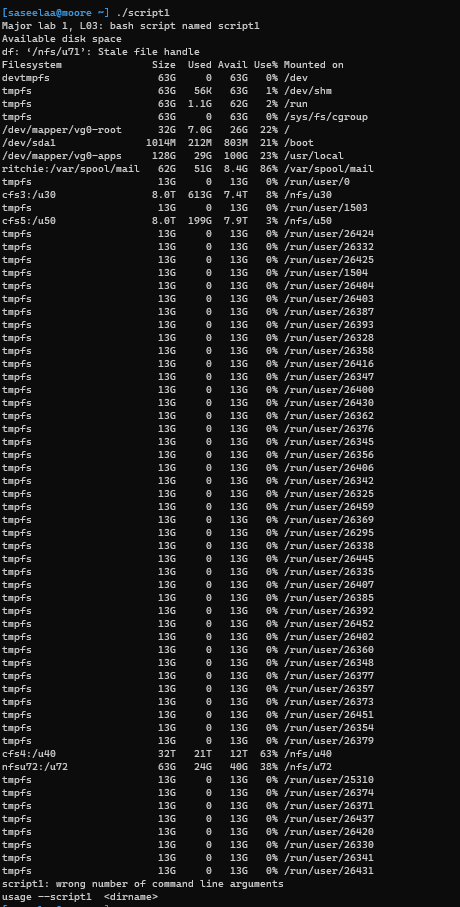 [saseelaa@moore ~] ./script1
Major lab 1, L03: bash script named script1
Available disk space
df: ‘/nfs/u71’: Stale file handle
Filesystem Size Used Avail Use% Mounted on
devtmpfs 63G 0 63G 0% /dev
tmpfs 63G 56K 63G 1% /dev/shm
tmpfs 63G 1.1G 62G 2% /run
tmpfs 63G 0 63G 0% /sys/fs/cgroup
/dev/mapper/vg0-root 32G 7.0G 26G 22% /
/dev/sda1 1014M 212M 803M 21% /boot
/dev/mapper/vg0-apps 128G 29G 100G 23% /usr/local
ritchie:/var/spool/mail 62G 51G 8.4G 86% /var/spool/mail
tmpfs 13G 0 13G 0% /run/user/0
cfs3:/u30 8.0T 613G 7.4T 8% /nfs/u30
tmpfs 13G 0 13G 0% /run/user/1503
cfs5:/u50 8.0T 199G 7.9T 3% /nfs/u50
tmpfs 13G 0 13G 0% /run/user/26424
tmpfs 13G 0 13G 0% /run/user/26332
tmpfs 13G 0 13G 0% /run/user/26425
tmpfs 13G 0 13G 0% /run/user/1504
tmpfs 13G 0 13G 0% /run/user/26404
tmpfs 13G 0 13G 0% /run/user/26403
tmpfs 13G 0 13G 0% /run/user/26387
tmpfs 13G 0 13G 0% /run/user/26393
tmpfs 13G 0 13G 0% /run/user/26328
tmpfs 13G 0 13G 0% /run/user/26358
tmpfs 13G 0 13G 0% /run/user/26416
tmpfs 13G 0 13G 0% /run/user/26347
tmpfs 13G 0 13G 0% /run/user/26400
tmpfs 13G 0 13G 0% /run/user/26430
tmpfs 13G 0 13G 0% /run/user/26362
tmpfs 13G 0 13G 0% /run/user/26376
tmpfs 13G 0 13G 0% /run/user/26345
tmpfs 13G 0 13G 0% /run/user/26356
tmpfs 13G 0 13G 0% /run/user/26406
tmpfs 13G 0 13G 0% /run/user/26342
tmpfs 13G 0 13G 0% /run/user/26325
tmpfs 13G 0 13G 0% /run/user/26459
tmpfs 13G 0 13G 0% /run/user/26369
tmpfs 13G 0 13G 0% /run/user/26295
tmpfs 13G 0 13G 0% /run/user/26338
tmpfs 13G 0 13G 0% /run/user/26445
tmpfs 13G 0 13G 0% /run/user/26335
tmpfs 13G 0 13G 0% /run/user/26407
tmpfs 13G 0 13G 0% /run/user/26385
tmpfs 13G 0 13G 0% /run/user/26392
tmpfs 13G 0 13G 0% /run/user/26452
tmpfs 13G 0 13G 0% /run/user/26402
tmpfs 13G 0 13G 0% /run/user/26360
tmpfs 13G 0 13G 0% /run/user/26348
tmpfs 13G 0 13G 0% /run/user/26377
tmpfs 13G 0 13G 0% /run/user/26357
tmpfs 13G 0 13G 0% /run/user/26373
tmpfs 13G 0 13G 0% /run/user/26451
tmpfs 13G 0 13G 0% /run/user/26354
tmpfs 13G 0 13G 0% /run/user/26379
cfs4:/u40 32T 21T 12T 63% /nfs/u40
nfsu72:/u72 63G 24G 40G 38% /nfs/u72
tmpfs 13G 0 13G 0% /run/user/25310
tmpfs 13G 0 13G 0% /run/user/26374
tmpfs 13G 0 13G 0% /run/user/26371
tmpfs 13G 0 13G 0% /run/user/26437
tmpfs 13G 0 13G 0% /run/user/26420
tmpfs 13G 0 13G 0% /run/user/26330
tmpfs 13G 0 13G 0% /run/user/26341
tmpfs 13G 0 13G 0% /run/user/26431
script1: wrong number of command line arguments
usage --script1 <dirname>